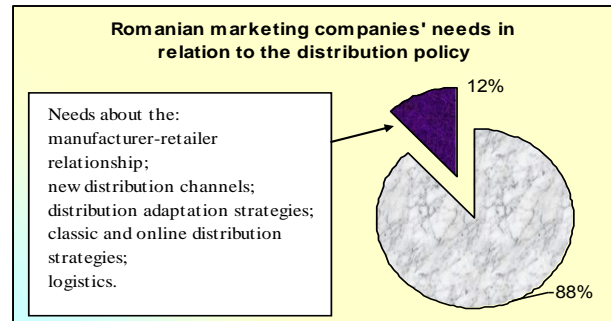 Romanian marketing companies' needs in
relation to the distribution policy
12%
Needs about the:
manufacturer-retailer
relationship;
new distribution channels;
distribution adaptation strategies;
classic and online distribution
strategies;
logistics.
88%